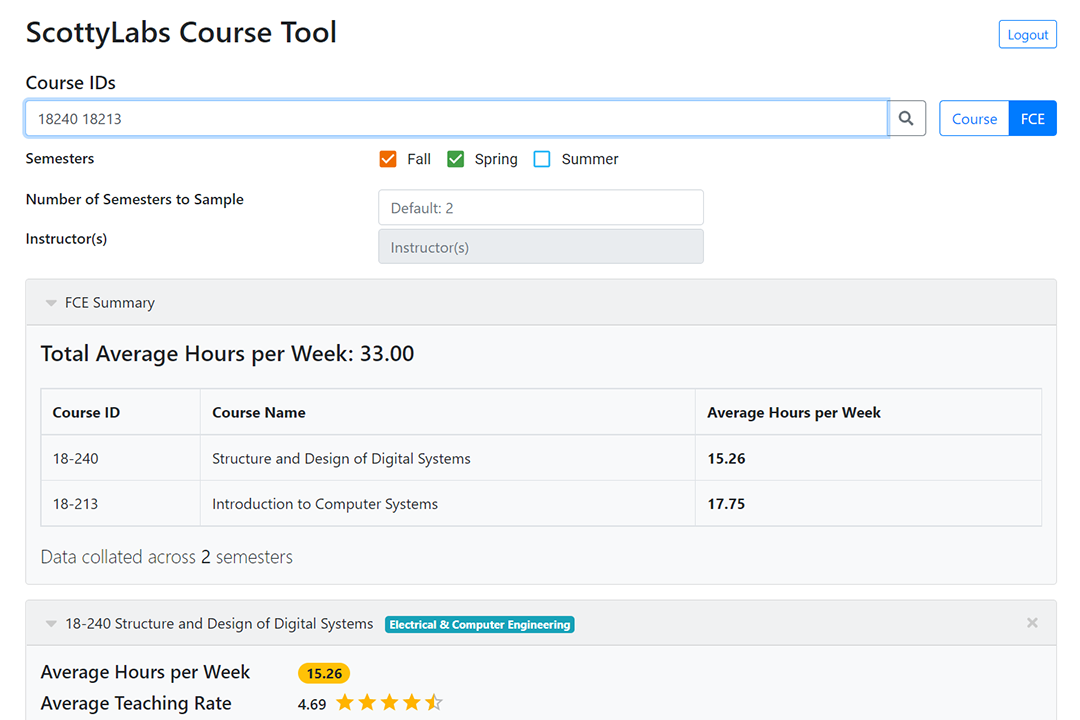 ScottyLabs Course Tool
Logout
Course IDs
18240 18213
Course FCE
Semesters Fall Spring Summer
Number of Semesters to Sample Default: 2
Instructor(s) Instructor(s)
FCE Summary
Total Average Hours per Week: 33.00
Course ID Course Name Average Hours per Week
18-240 Structure and Design of Digital Systems 15.26
18-213 Introduction to Computer Systems 17.75
Data collated across 2 semesters
18-240 Structure and Design of Digital Systems Electrical & Computer Engineering ×
Average Hours per Week 15.26
Average Teaching Rate 4.69